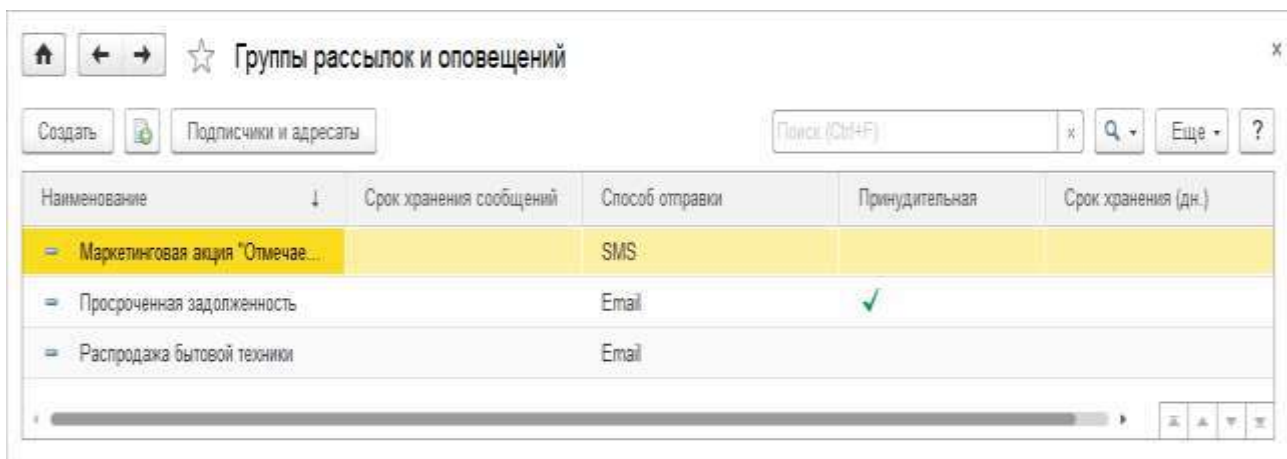 Группы рассылок и оповещений
x
Создать Подписчики и адресаты Поиск (Ctrl+F) x Еще ?
Наименование ↓ Срок хранения сообщений Способ отправки Принудительная Срок хранения (дн.)
Маркетинговая акция "Отмечае... SMS
Просроченная задолженность Email
Распродажа бытовой техники Email